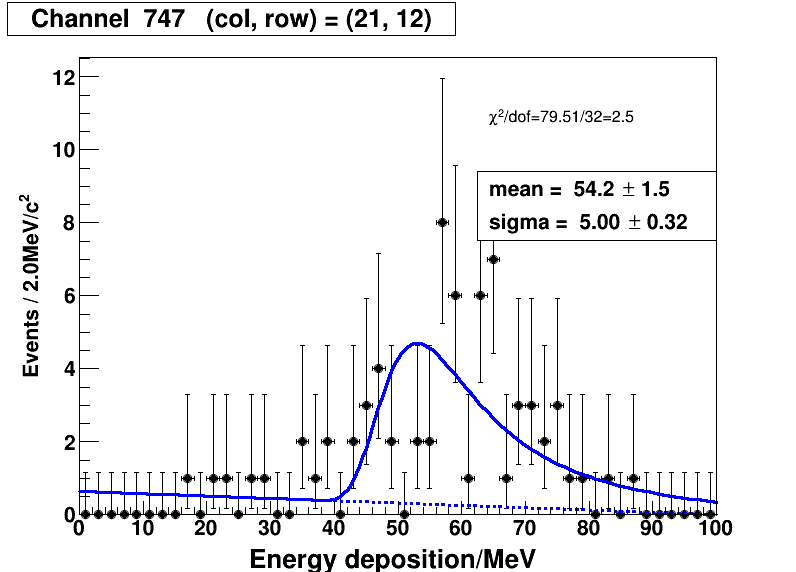 Channel 747 (col, row) = (21, 12)
χ²/dof=79.51/32=2.5
mean = 54.2 ± 1.5
sigma = 5.00 ± 0.32
Events / 2.0MeV/c²
12
10
8
6
4
2
0
0 10 20 30 40 50 60 70 80 90 100
Energy deposition/MeV